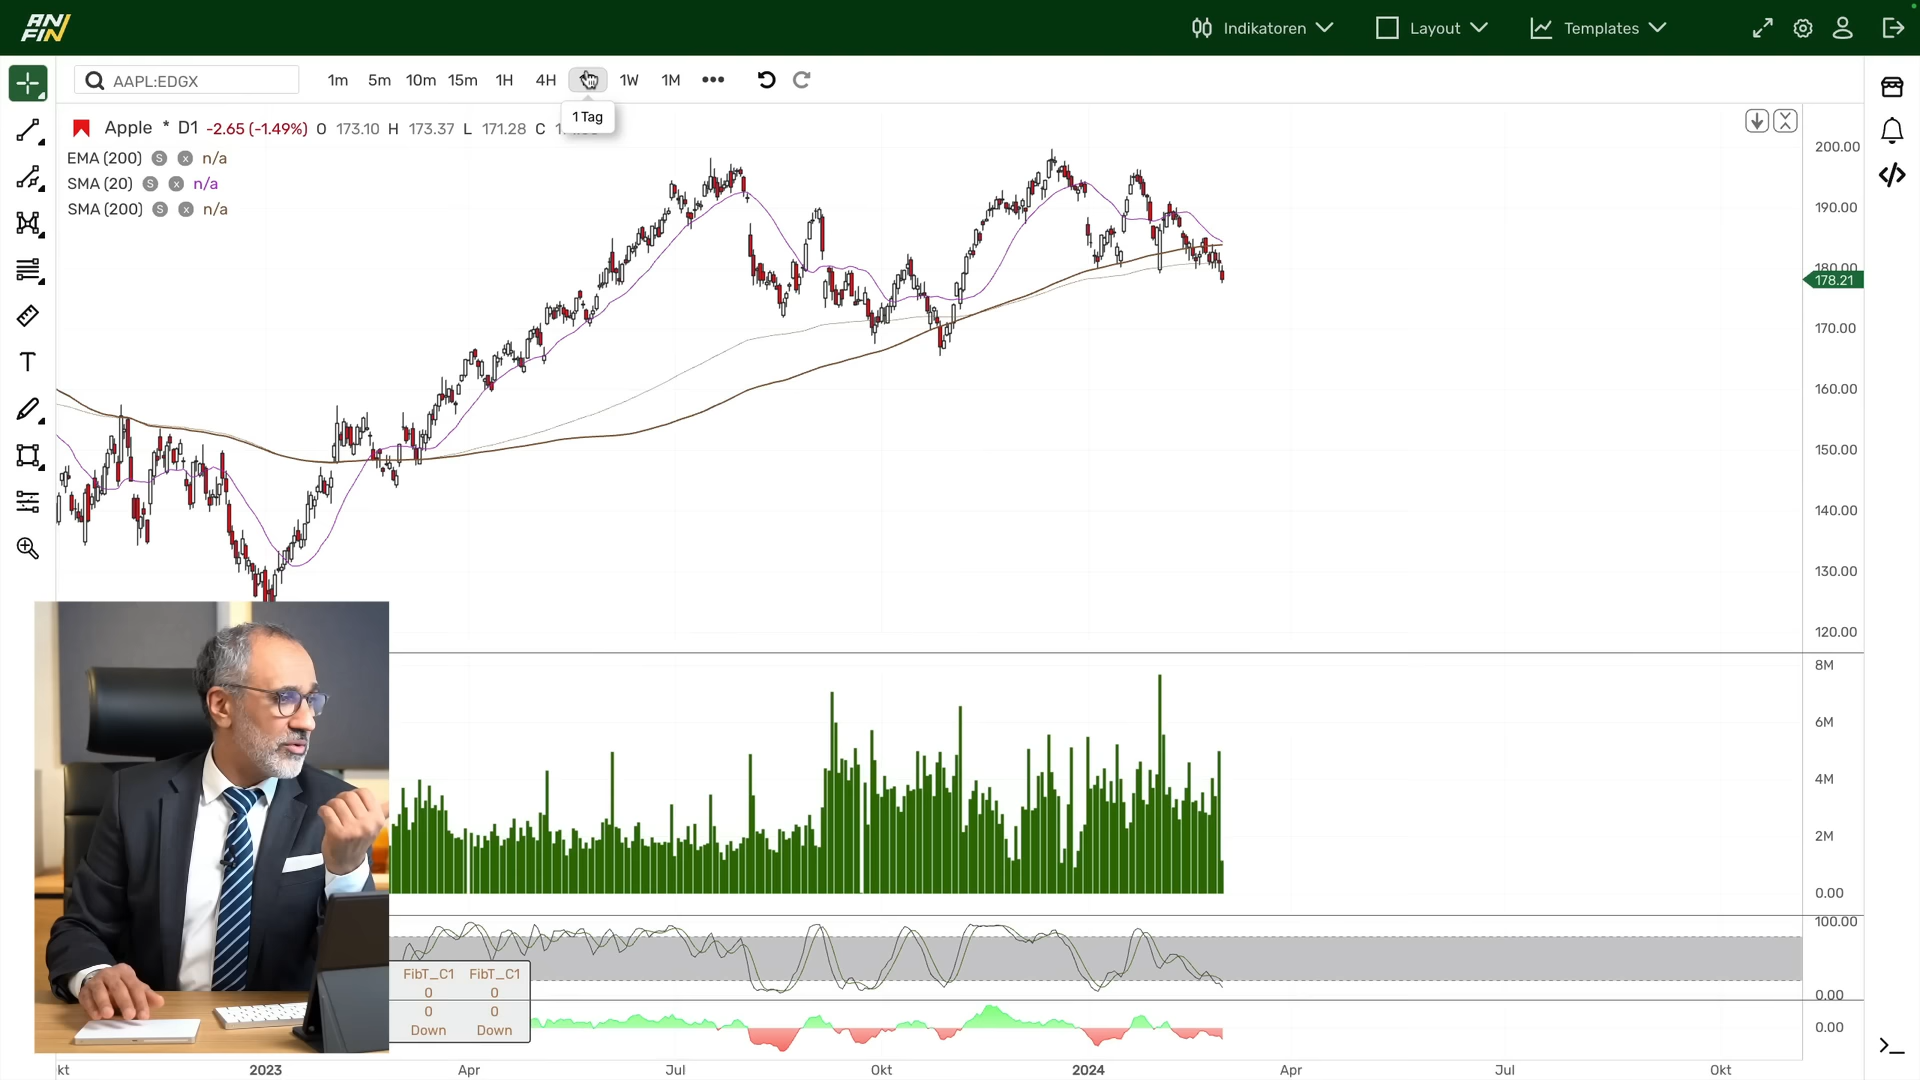 ANFIN
Indikatoren
Layout
Templates
AAPL:EDGX
1m 5m 10m 15m 1H 4H 1W 1M •••
1 Tag
Apple * D1 -2.65 (-1.49%) O 173.10 H 173.37 L 171.28 C
EMA (200) S x n/a
SMA (20) S x n/a
SMA (200) S x n/a
T
200.00
190.00
180.00
178.21
170.00
160.00
150.00
140.00
130.00
120.00
8M
6M
4M
2M
0.00
100.00
0.00
0.00
FibT_C1 FibT_C1
0 0
0 0
Down Down
kt 2023 Apr Jul Okt 2024 Apr Jul Okt